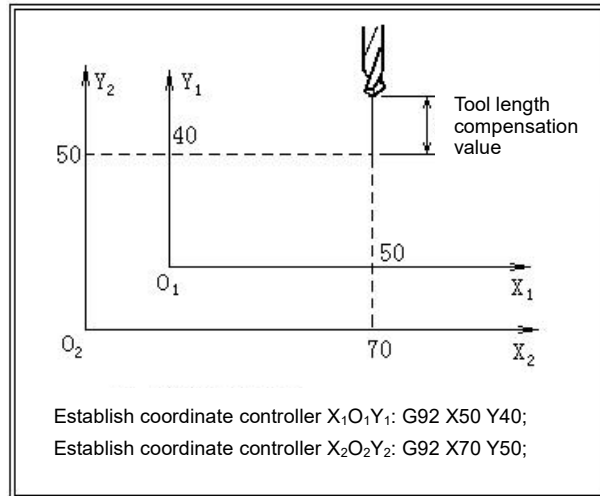 Y₂
Y₁
Tool length
compensation
value
40
50
50
O₁
X₁
O₂
70
X₂
Establish coordinate controller X₁O₁Y₁: G92 X50 Y40;
Establish coordinate controller X₂O₂Y₂: G92 X70 Y50;